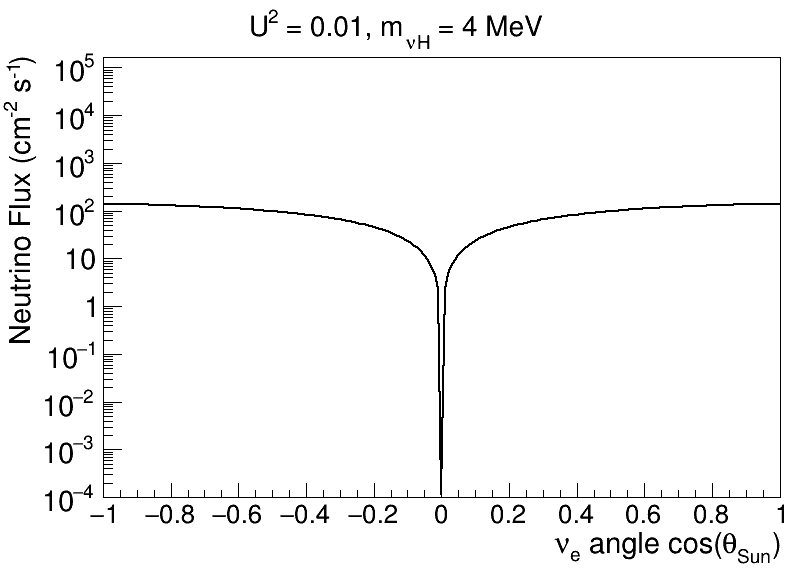 U² = 0.01, m_νH = 4 MeV
Neutrino Flux (cm⁻² s⁻¹)
10⁵
10⁴
10³
10²
10
1
10⁻¹
10⁻²
10⁻³
10⁻⁴
−1 −0.8 −0.6 −0.4 −0.2 0 0.2 0.4 0.6 0.8 1
ν_e angle cos(θ_Sun)